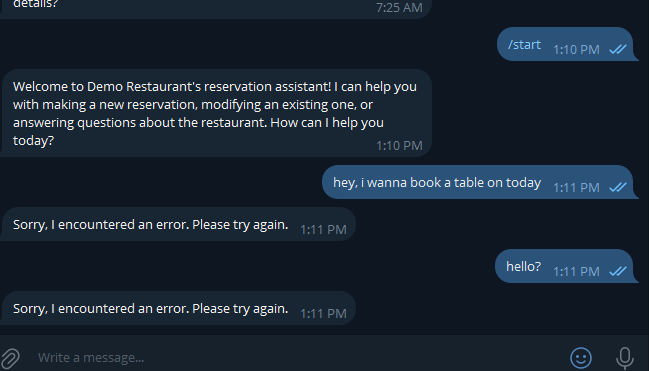 details?
7:25 AM
/start
1:10 PM
Welcome to Demo Restaurant's reservation assistant! I can help you
with making a new reservation, modifying an existing one, or
answering questions about the restaurant. How can I help you
today?
1:10 PM
hey, i wanna book a table on today
1:11 PM
Sorry, I encountered an error. Please try again.
1:11 PM
hello?
1:11 PM
Sorry, I encountered an error. Please try again.
1:11 PM
Write a message...